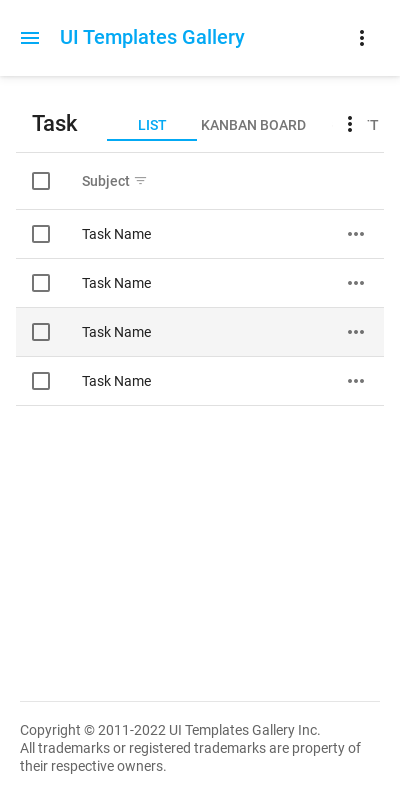 UI Templates Gallery
Task
LIST
KANBAN BOARD
Subject
Task Name
Task Name
Task Name
Task Name
Copyright © 2011-2022 UI Templates Gallery Inc.
All trademarks or registered trademarks are property of
their respective owners.